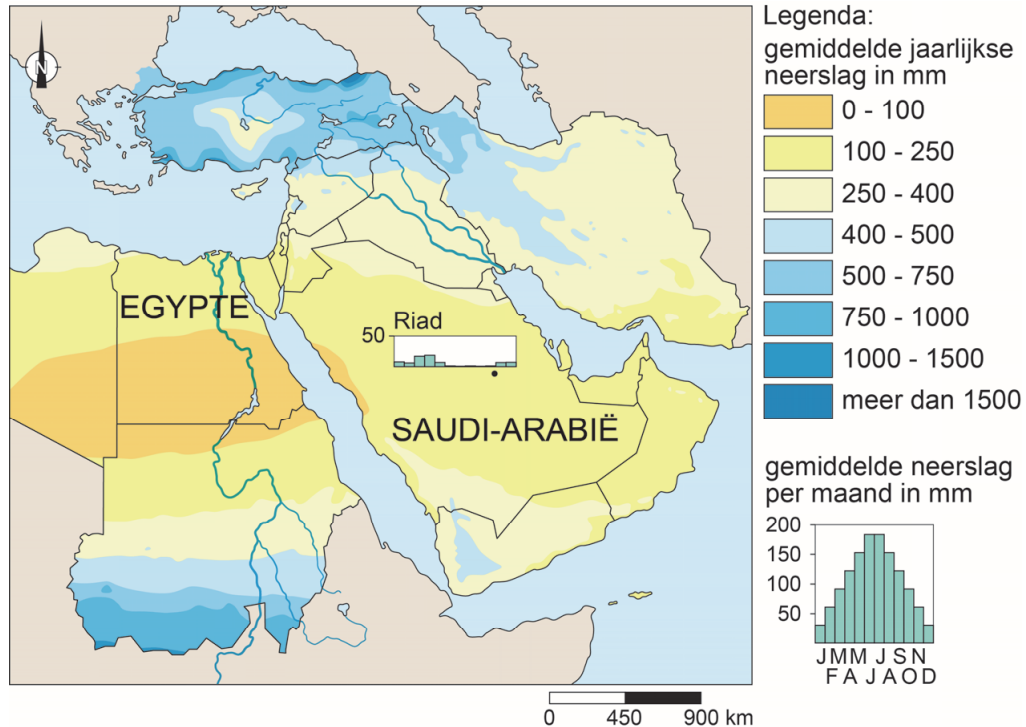 N
EGYPTE
50 Riad
SAUDI-ARABIË
0 450 900 km
Legenda:
gemiddelde jaarlijkse
neerslag in mm
0 - 100
100 - 250
250 - 400
400 - 500
500 - 750
750 - 1000
1000 - 1500
meer dan 1500
gemiddelde neerslag
per maand in mm
200
150
100
50
J M M J S N
F A J A O D